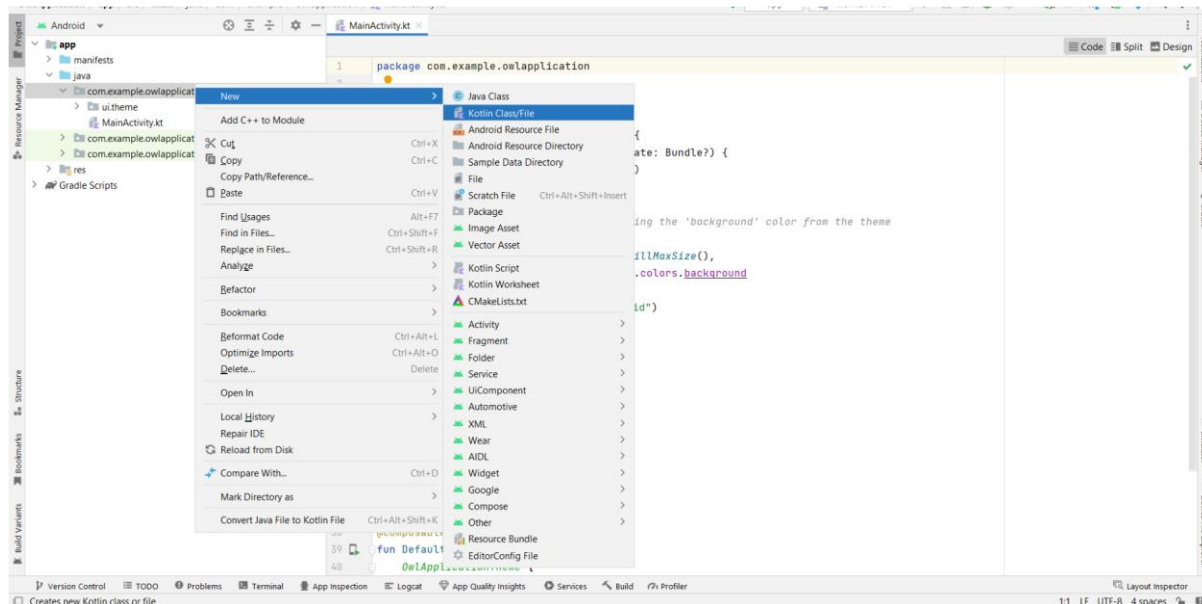 Android
MainActivity.kt
Code Split Design
app
manifests
java
com.example.owlapplicat
ui.theme
MainActivity.kt
com.example.owlapplicat
com.example.owlapplicat
res
Gradle Scripts
Project
Resource Manager
Structure
Bookmarks
Build Variants
New
Add C++ to Module
Cut Ctrl+X
Copy Ctrl+C
Copy Path/Reference...
Paste Ctrl+V
Find Usages Alt+F7
Find in Files... Ctrl+Shift+F
Replace in Files... Ctrl+Shift+R
Analyze
Refactor
Bookmarks
Reformat Code Ctrl+Alt+L
Optimize Imports Ctrl+Alt+O
Delete... Delete
Open In
Local History
Repair IDE
Reload from Disk
Compare With... Ctrl+D
Mark Directory as
Convert Java File to Kotlin File Ctrl+Alt+Shift+K
Java Class
Kotlin Class/File
Android Resource File
Android Resource Directory
Sample Data Directory
File
Scratch File Ctrl+Alt+Shift+Insert
Package
Image Asset
Vector Asset
Kotlin Script
Kotlin Worksheet
CMakeLists.txt
Activity
Fragment
Folder
Service
UiComponent
Automotive
XML
Wear
AIDL
Widget
Google
Compose
Other
Resource Bundle
EditorConfig File
1 package com.example.owlapplication
{
ate: Bundle?) {
)
ing the 'background' color from the theme
illMaxSize(),
.colors.background
id")
39 fun Default
40 OwlApplicationTheme {
Version Control TODO Problems Terminal App Inspection Logcat App Quality Insights Services Build Profiler Layout Inspector
Creates new Kotlin class or file 1:1 LF UTF-8 4 spaces